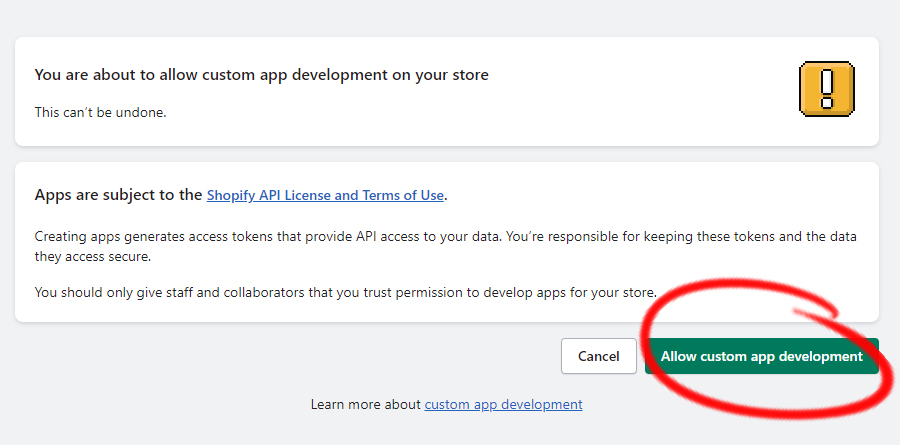 You are about to allow custom app development on your store
This can’t be undone.
Apps are subject to the Shopify API License and Terms of Use.
Creating apps generates access tokens that provide API access to your data. You’re responsible for keeping these tokens and the data
they access secure.
You should only give staff and collaborators that you trust permission to develop apps for your store.
Cancel
Allow custom app development
Learn more about custom app development